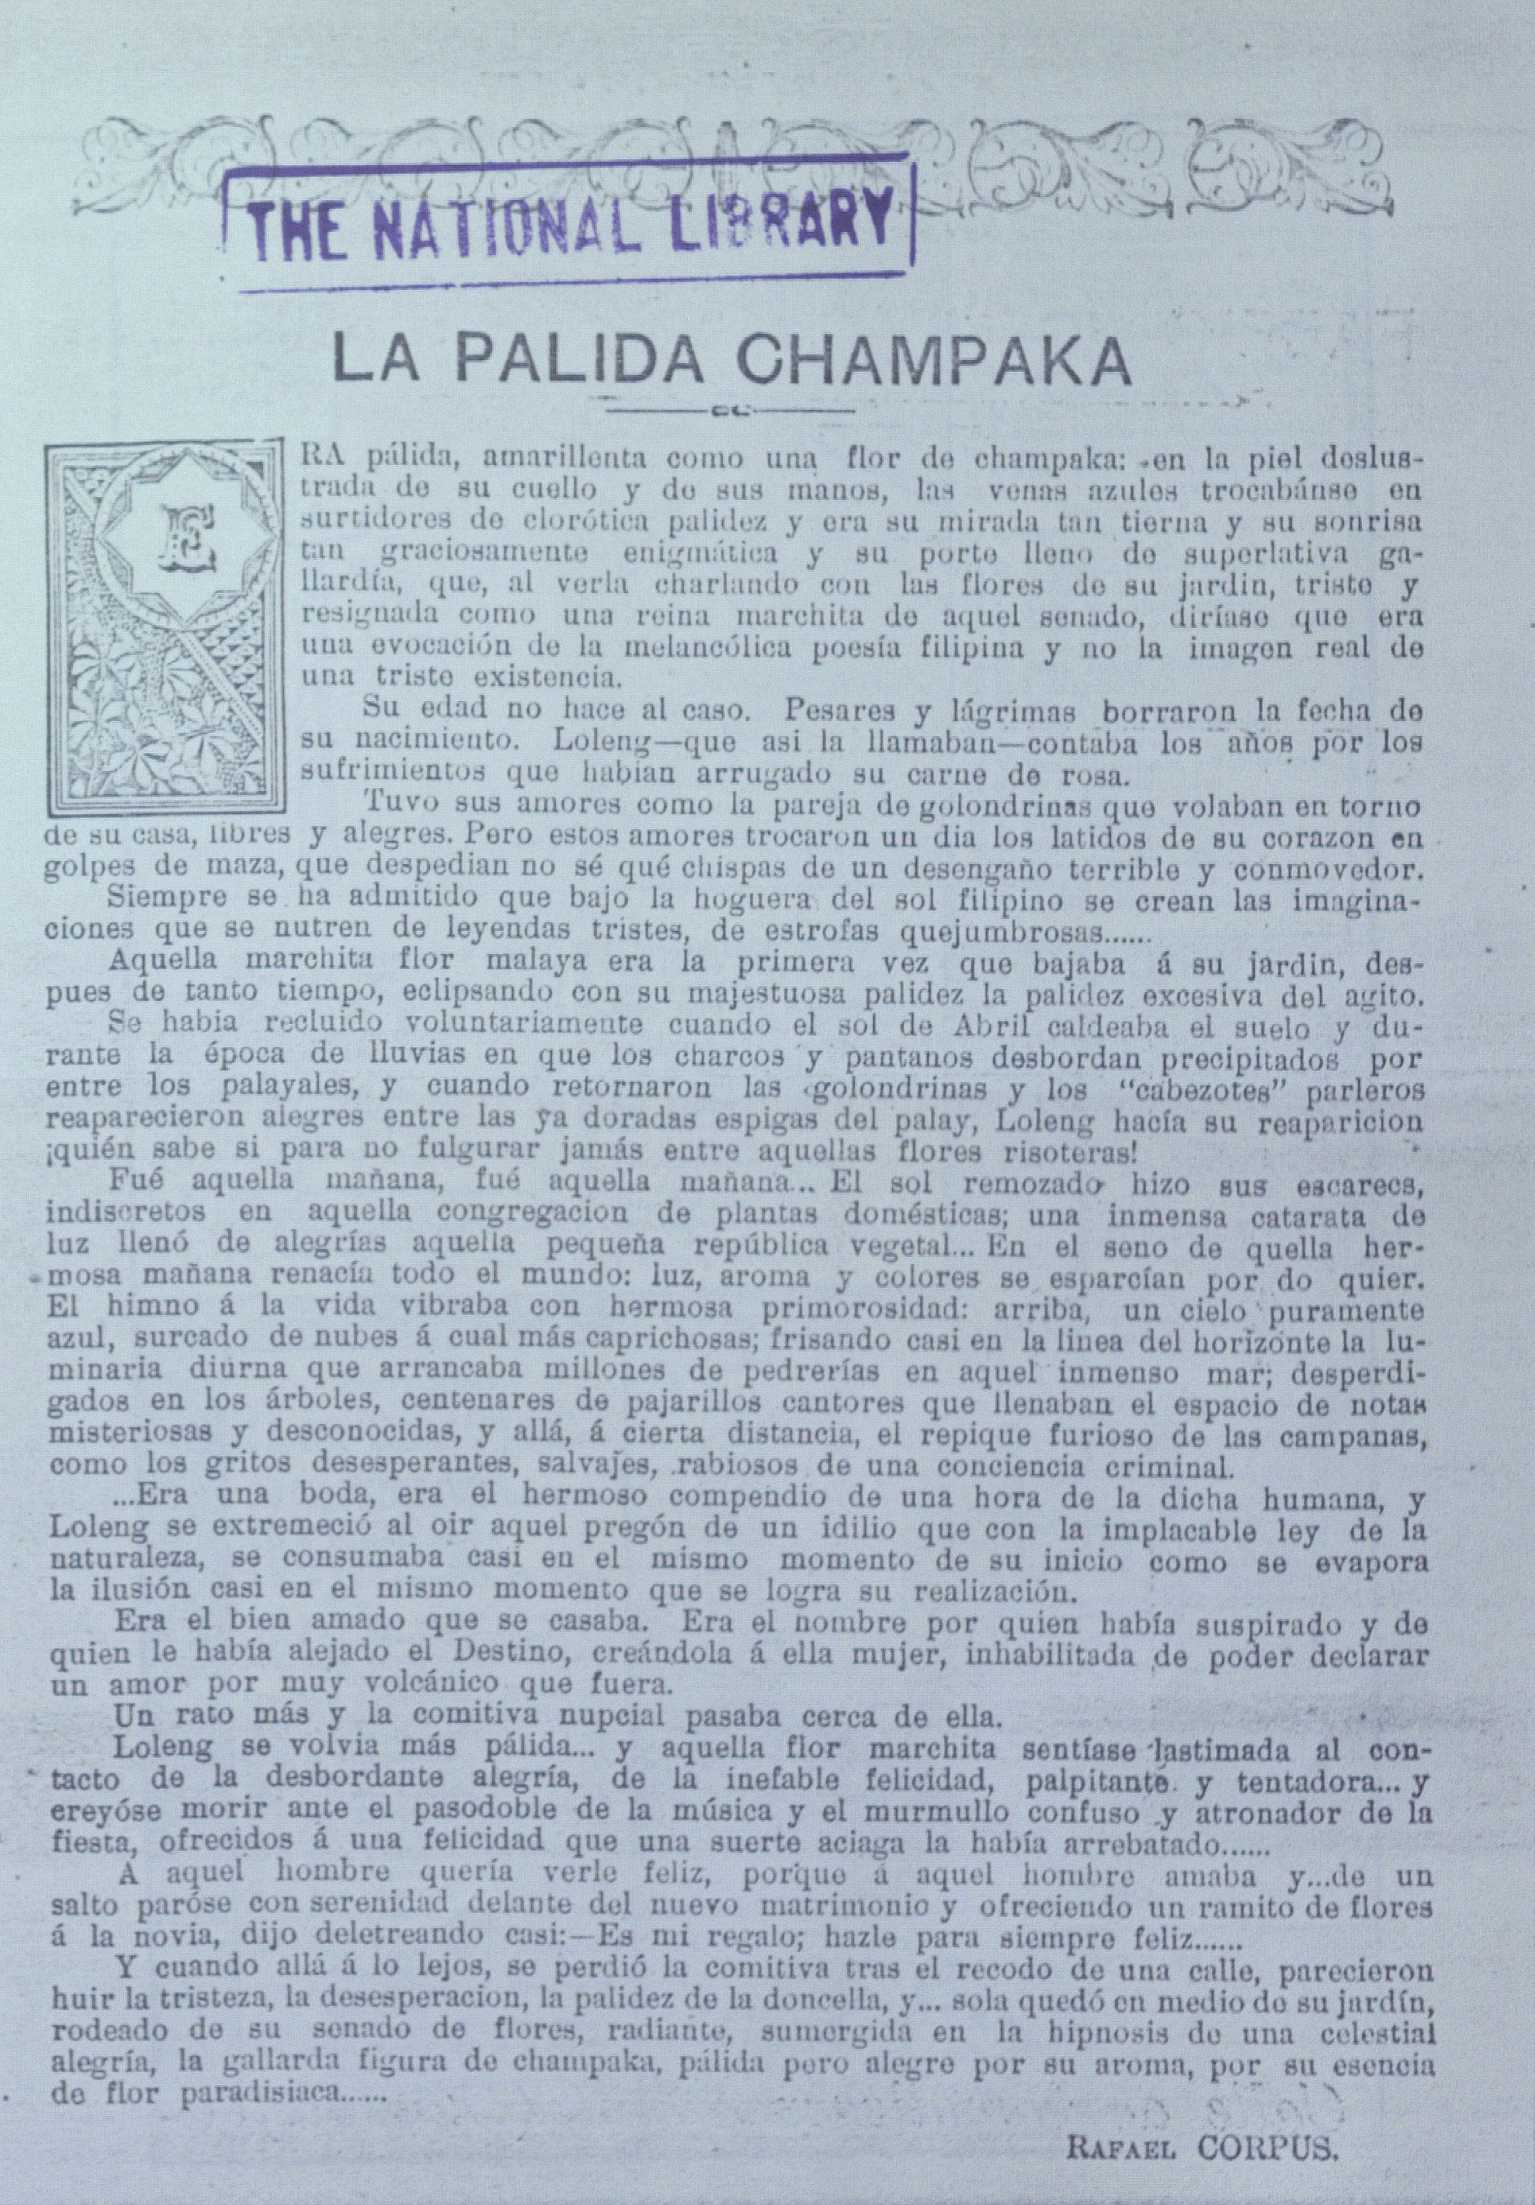 THE NATIONAL LIBRARY
LA PALIDA CHAMPAKA
ERA pálida, amarillenta como una flor de champaka: en la piel deslus-
trada de su cuello y de sus manos, las venas azules trocabánse en
surtidores de clorótica palidez y era su mirada tan tierna y su sonrisa
tan graciosamente enigmática y su porte lleno de superlativa ga-
llardía, que, al verla charlando con las flores de su jardin, triste y
resignada como una reina marchita de aquel senado, diríase que era
una evocación de la melancólica poesía filipina y no la imagen real de
una triste existencia.
Su edad no hace al caso. Pesares y lágrimas borraron la fecha de
su nacimiento. Loleng—que asi la llamaban—contaba los años por los
sufrimientos que habian arrugado su carne de rosa.
Tuvo sus amores como la pareja de golondrinas que volaban en torno
de su casa, libres y alegres. Pero estos amores trocaron un dia los latidos de su corazon en
golpes de maza, que despedian no sé qué chispas de un desengaño terrible y conmovedor.
Siempre se ha admitido que bajo la hoguera del sol filipino se crean las imagina-
ciones que se nutren de leyendas tristes, de estrofas quejumbrosas......
Aquella marchita flor malaya era la primera vez que bajaba á su jardin, des-
pues de tanto tiempo, eclipsando con su majestuosa palidez la palidez excesiva del agito.
Se habia recluido voluntariamente cuando el sol de Abril caldeaba el suelo y du-
rante la época de lluvias en que los charcos y pantanos desbordan precipitados por
entre los palayales, y cuando retornaron las golondrinas y los “cabezotes” parleros
reaparecieron alegres entre las ya doradas espigas del palay, Loleng hacía su reaparicion
¡quién sabe si para no fulgurar jamás entre aquellas flores risoteras!
Fué aquella mañana, fué aquella mañana... El sol remozado hizo sus escarecs,
indiscretos en aquella congregacion de plantas domésticas; una inmensa catarata de
luz llenó de alegrías aquella pequeña república vegetal... En el seno de quella her-
mosa mañana renacía todo el mundo: luz, aroma y colores se esparcían por do quier.
El himno á la vida vibraba con hermosa primorosidad: arriba, un cielo puramente
azul, surcado de nubes á cual más caprichosas; frisando casi en la linea del horizonte la lu-
minaria diurna que arrancaba millones de pedrerías en aquel inmenso mar; desperdi-
gados en los árboles, centenares de pajarillos cantores que llenaban el espacio de notas
misteriosas y desconocidas, y allá, á cierta distancia, el repique furioso de las campanas,
como los gritos desesperantes, salvajes, rabiosos de una conciencia criminal.
...Era una boda, era el hermoso compendio de una hora de la dicha humana, y
Loleng se extremeció al oir aquel pregón de un idilio que con la implacable ley de la
naturaleza, se consumaba casi en el mismo momento de su inicio como se evapora
la ilusión casi en el mismo momento que se logra su realización.
Era el bien amado que se casaba. Era el nombre por quien había suspirado y de
quien le había alejado el Destino, creándola á ella mujer, inhabilitada de poder declarar
un amor por muy volcánico que fuera.
Un rato más y la comitiva nupcial pasaba cerca de ella.
Loleng se volvia más pálida... y aquella flor marchita sentíase lastimada al con-
tacto de la desbordante alegría, de la inefable felicidad, palpitante y tentadora... y
ereyóse morir ante el pasodoble de la música y el murmullo confuso y atronador de la
fiesta, ofrecidos á una felicidad que una suerte aciaga la había arrebatado......
A aquel hombre quería verle feliz, porque á aquel hombre amaba y...de un
salto paróse con serenidad delante del nuevo matrimonio y ofreciendo un ramito de flores
á la novia, dijo deletreando casi:—Es mi regalo; hazle para siempre feliz......
Y cuando allá á lo lejos, se perdió la comitiva tras el recodo de una calle, parecieron
huir la tristeza, la desesperacion, la palidez de la doncella, y... sola quedó en medio de su jardín,
rodeado de su senado de flores, radiante, sumergida en la hipnosis de una celestial
alegría, la gallarda figura de champaka, pálida pero alegre por su aroma, por su esencia
de flor paradisiaca......
RAFAEL CORPUS.